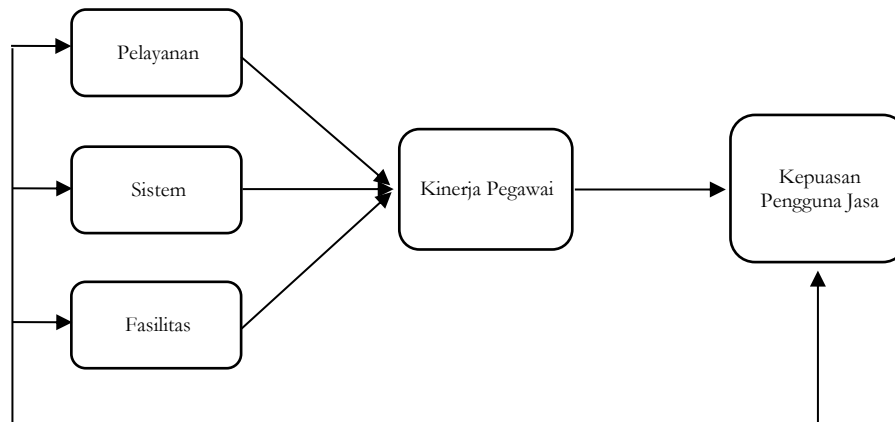 Pelayanan
Sistem
Fasilitas
Kinerja Pegawai
Kepuasan
Pengguna Jasa